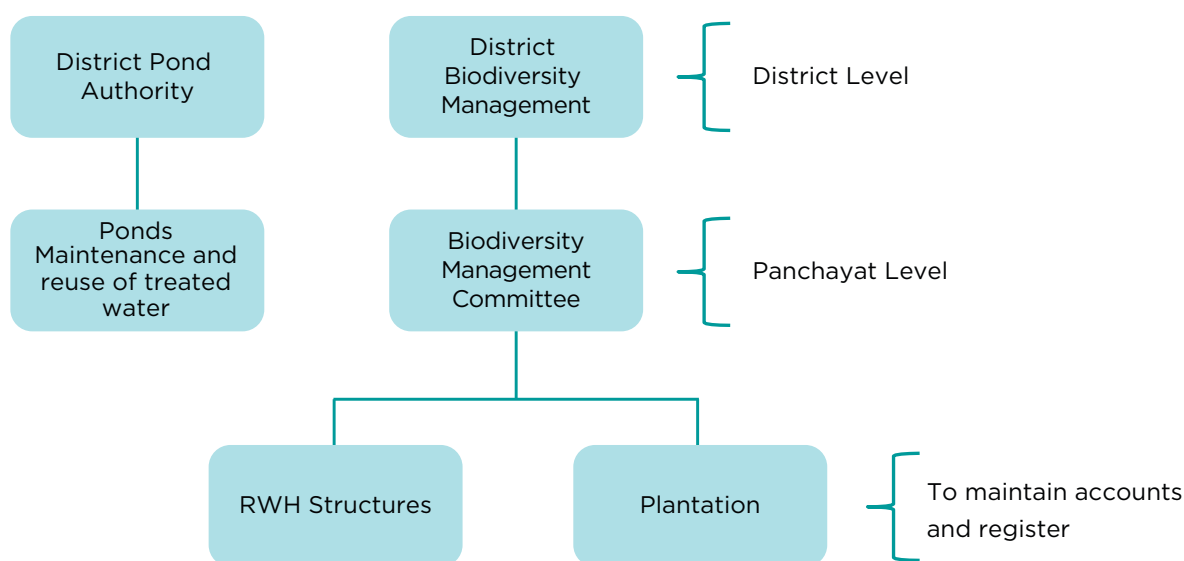 District Pond
Authority
District
Biodiversity
Management
District Level
Ponds
Maintenance and
reuse of treated
water
Biodiversity
Management
Committee
Panchayat Level
RWH Structures
Plantation
To maintain accounts
and register